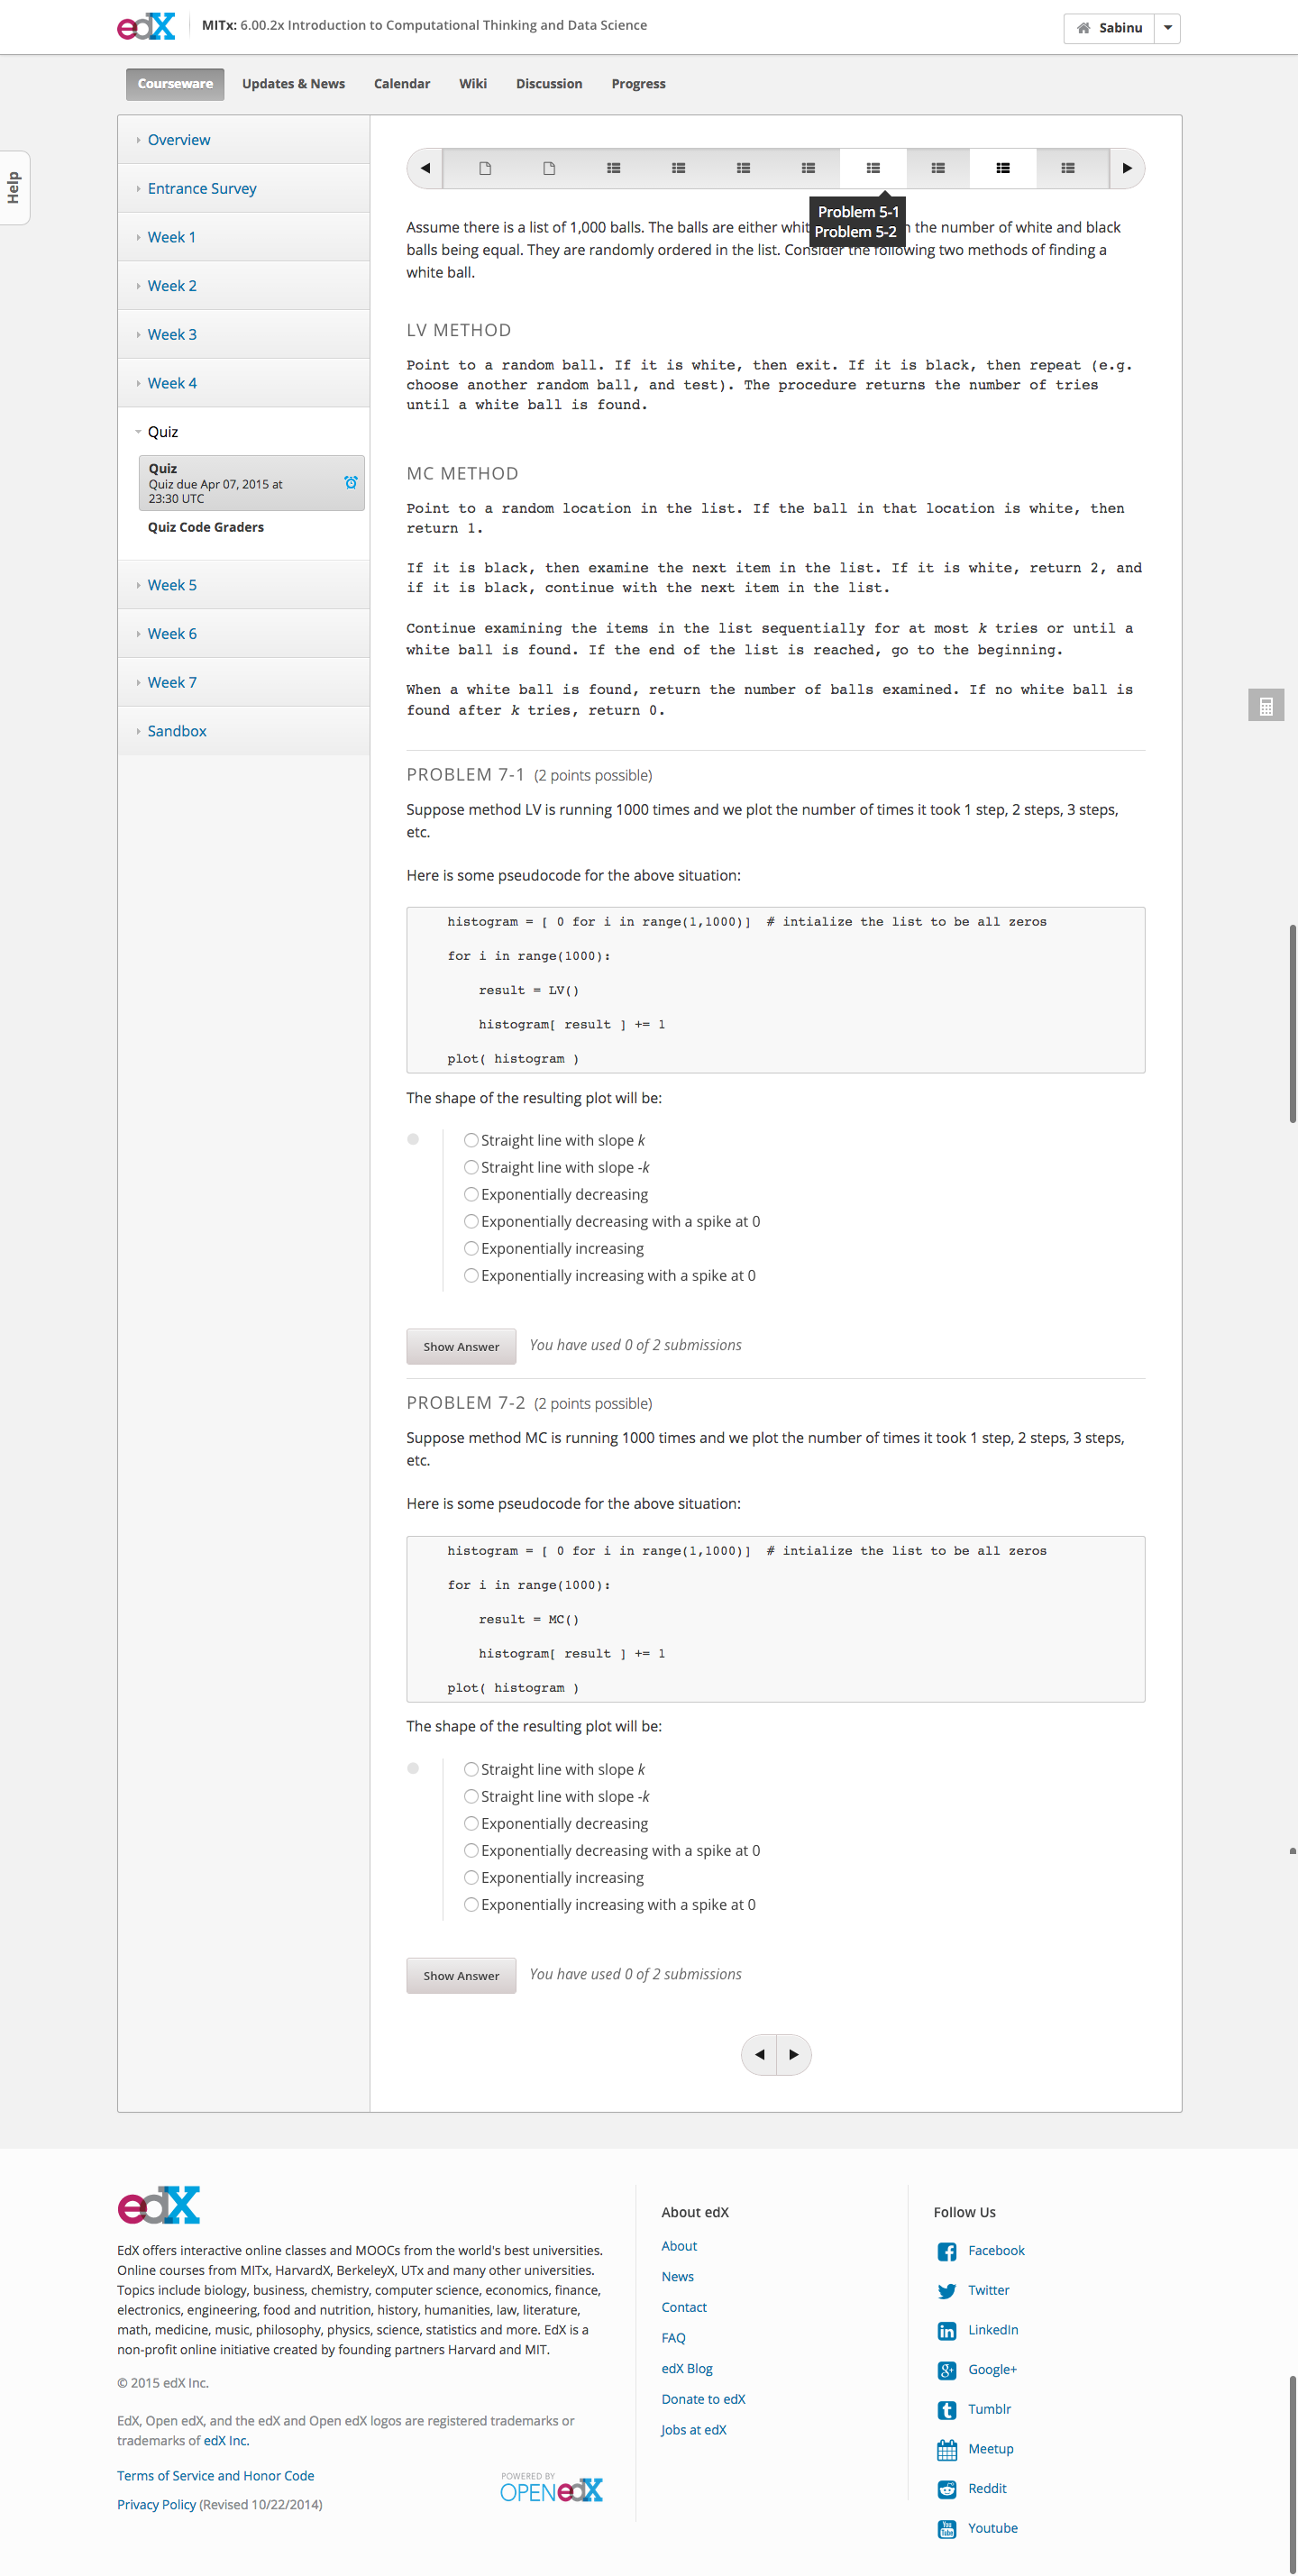 edX
MITx: 6.00.2x Introduction to Computational Thinking and Data Science
Sabinu
Courseware
Updates & News
Calendar
Wiki
Discussion
Progress
Help
Overview
Entrance Survey
Week 1
Week 2
Week 3
Week 4
Quiz
Quiz
Quiz due Apr 07, 2015 at
23:30 UTC
Quiz Code Graders
Week 5
Week 6
Week 7
Sandbox
Problem 5-1
Problem 5-2
Assume there is a list of 1,000 balls. The balls are either whit the number of white and black
balls being equal. They are randomly ordered in the list. Consider the following two methods of finding a
white ball.
LV METHOD
Point to a random ball. If it is white, then exit. If it is black, then repeat (e.g.
choose another random ball, and test). The procedure returns the number of tries
until a white ball is found.
MC METHOD
Point to a random location in the list. If the ball in that location is white, then
return 1.
If it is black, then examine the next item in the list. If it is white, return 2, and
if it is black, continue with the next item in the list.
Continue examining the items in the list sequentially for at most k tries or until a
white ball is found. If the end of the list is reached, go to the beginning.
When a white ball is found, return the number of balls examined. If no white ball is
found after k tries, return 0.
PROBLEM 7-1 (2 points possible)
Suppose method LV is running 1000 times and we plot the number of times it took 1 step, 2 steps, 3 steps,
etc.
Here is some pseudocode for the above situation:
histogram = [ 0 for i in range(1,1000)]  # intialize the list to be all zeros
for i in range(1000):
result = LV()
histogram[ result ] += 1
plot( histogram )
The shape of the resulting plot will be:
Straight line with slope k
Straight line with slope -k
Exponentially decreasing
Exponentially decreasing with a spike at 0
Exponentially increasing
Exponentially increasing with a spike at 0
Show Answer You have used 0 of 2 submissions
PROBLEM 7-2 (2 points possible)
Suppose method MC is running 1000 times and we plot the number of times it took 1 step, 2 steps, 3 steps,
etc.
Here is some pseudocode for the above situation:
histogram = [ 0 for i in range(1,1000)]  # intialize the list to be all zeros
for i in range(1000):
result = MC()
histogram[ result ] += 1
plot( histogram )
The shape of the resulting plot will be:
Straight line with slope k
Straight line with slope -k
Exponentially decreasing
Exponentially decreasing with a spike at 0
Exponentially increasing
Exponentially increasing with a spike at 0
Show Answer You have used 0 of 2 submissions
edX
EdX offers interactive online classes and MOOCs from the world's best universities.
Online courses from MITx, HarvardX, BerkeleyX, UTx and many other universities.
Topics include biology, business, chemistry, computer science, economics, finance,
electronics, engineering, food and nutrition, history, humanities, law, literature,
math, medicine, music, philosophy, physics, science, statistics and more. EdX is a
non-profit online initiative created by founding partners Harvard and MIT.
© 2015 edX Inc.
EdX, Open edX, and the edX and Open edX logos are registered trademarks or
trademarks of edX Inc.
Terms of Service and Honor Code
Privacy Policy (Revised 10/22/2014)
POWERED BY
OPEN edX
About edX
About
News
Contact
FAQ
edX Blog
Donate to edX
Jobs at edX
Follow Us
Facebook
Twitter
LinkedIn
Google+
Tumblr
Meetup
Reddit
Youtube